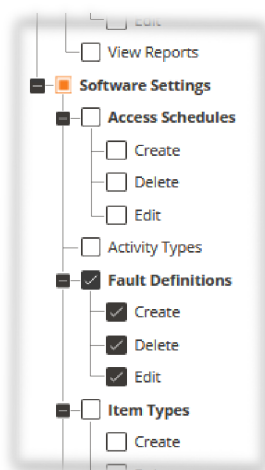 Edit
View Reports
Software Settings
Access Schedules
Create
Delete
Edit
Activity Types
Fault Definitions
Create
Delete
Edit
Item Types
Create